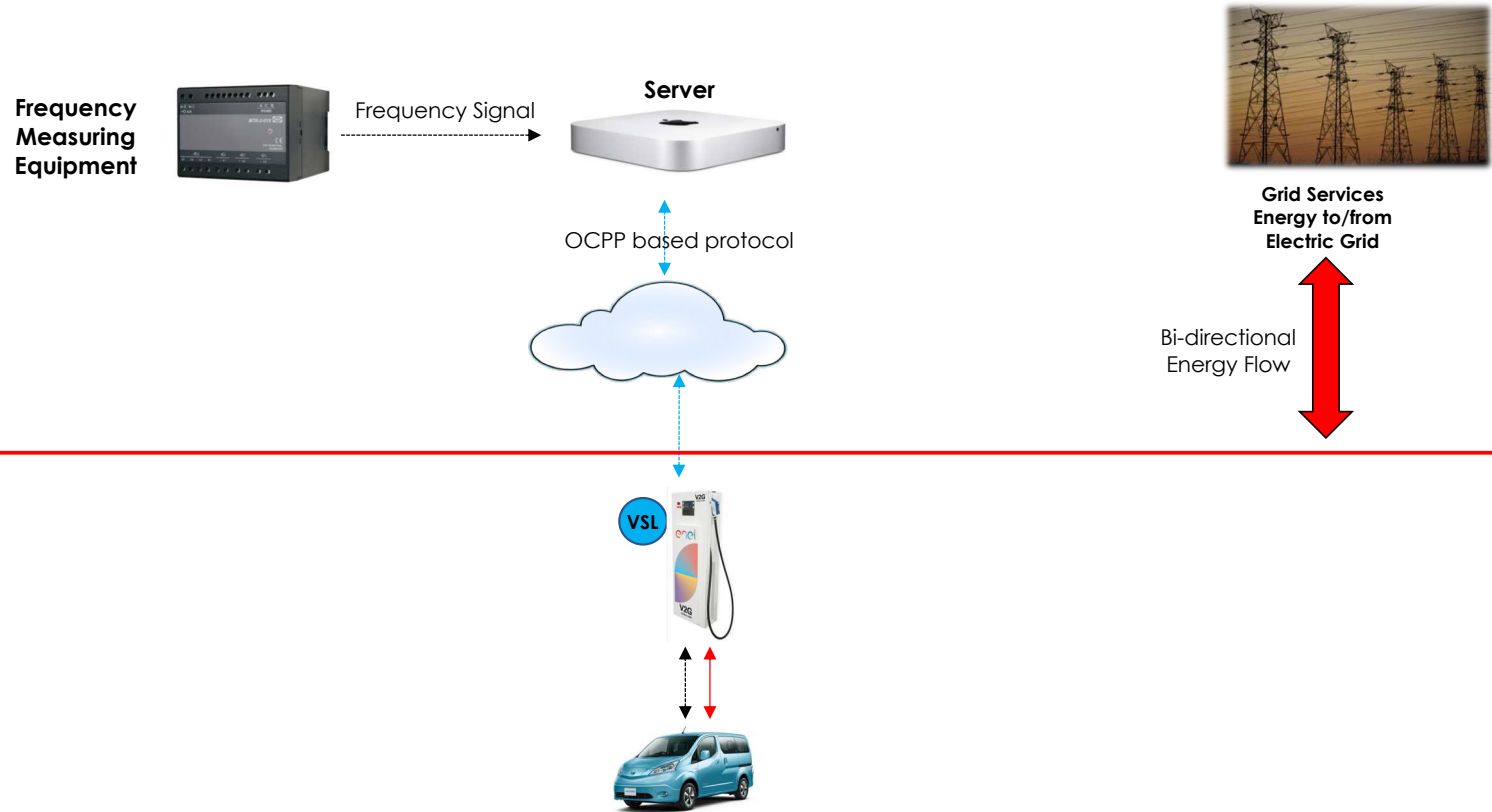 Frequency
Measuring
Equipment
Frequency Signal
Server
OCPP based protocol
Grid Services
Energy to/from
Electric Grid
Bi-directional
Energy Flow
VSL
V2G
enel
V2G